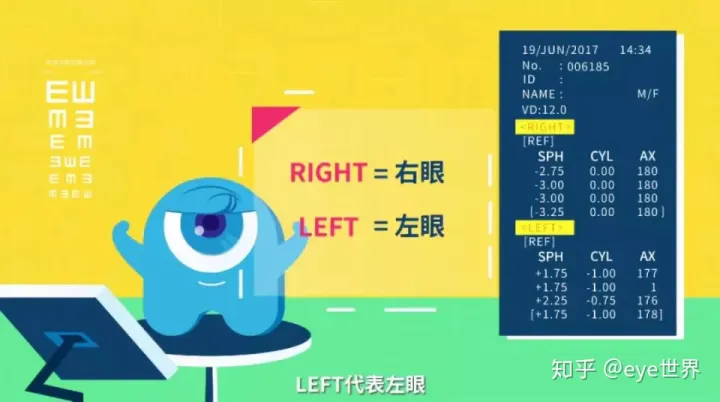 E
E
E
E
E
RIGHT = 右眼
LEFT = 左眼
19/JUN/2017 14:34
No. : 006185
ID :
NAME : M/F
VD:12.0
<RIGHT>
[REF]
SPH CYL AX
-2.75 0.00 180
-3.00 0.00 180
-3.00 0.00 180
[-3.25 0.00 180]
<LEFT>
[REF]
SPH CYL AX
+1.75 -1.00 177
+1.75 -1.00 1
+2.25 -0.75 176
[+1.75 -1.00 178]
LEFT代表左眼
知乎 @eye世界